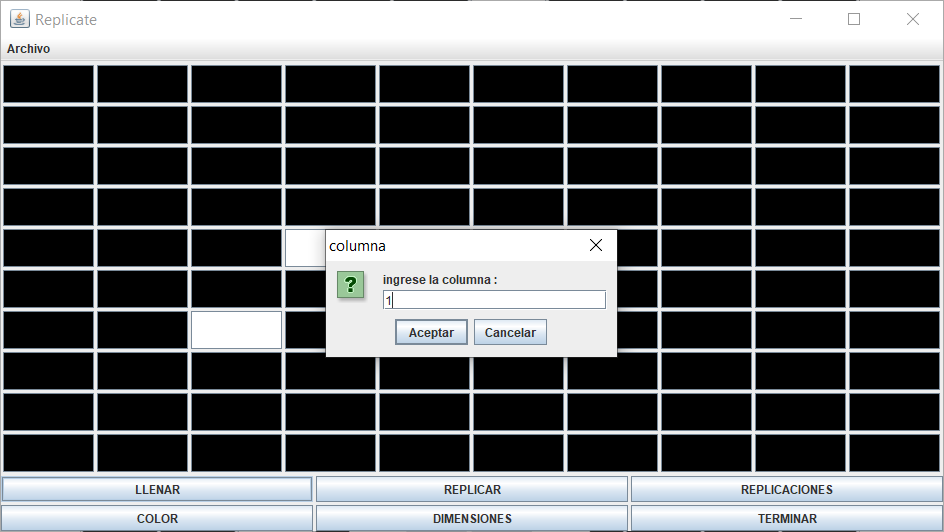 Replicate
Archivo
columna
ingrese la columna :
1
Aceptar Cancelar
LLENAR REPLICAR REPLICACIONES
COLOR DIMENSIONES TERMINAR